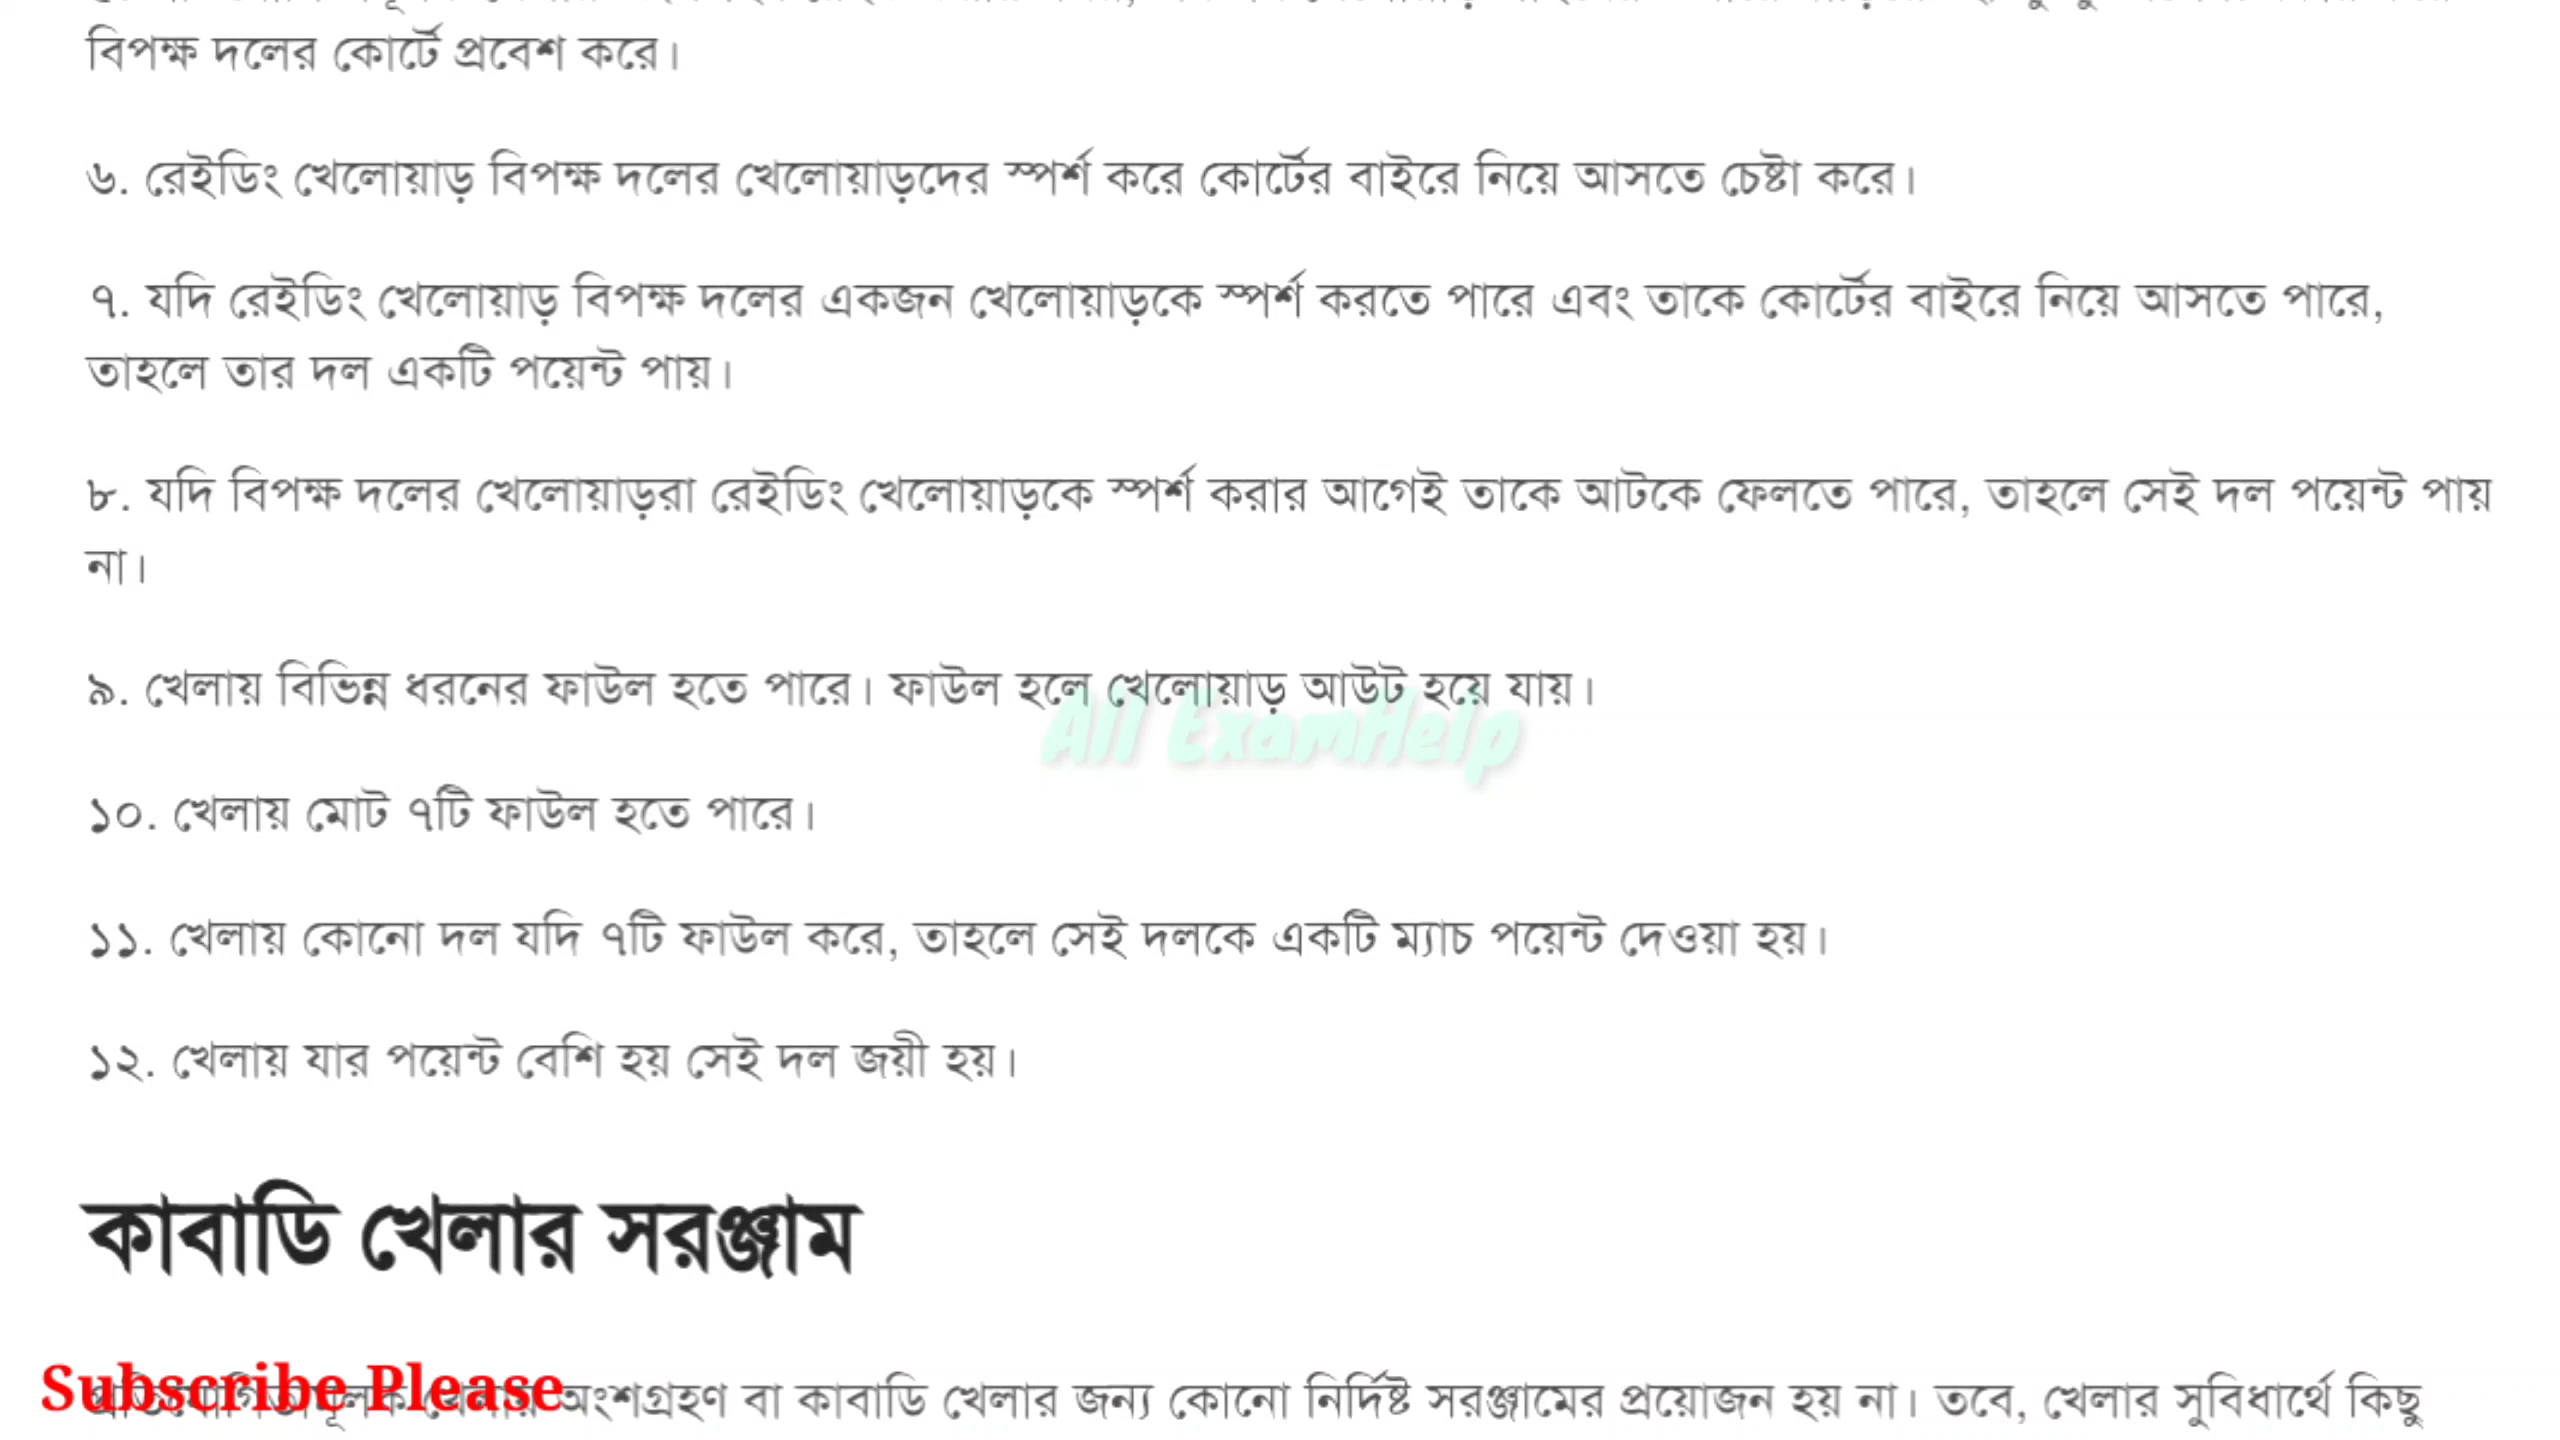 বিপক্ষ দলের কোর্টে প্রবেশ করে।
৬. রেইডিং খেলোয়াড় বিপক্ষ দলের খেলোয়াড়দের স্পর্শ করে কোর্টের বাইরে নিয়ে আসতে চেষ্টা করে।
৭. যদি রেইডিং খেলোয়াড় বিপক্ষ দলের একজন খেলোয়াড়কে স্পর্শ করতে পারে এবং তাকে কোর্টের বাইরে নিয়ে আসতে পারে,
তাহলে তার দল একটি পয়েন্ট পায়।
৮. যদি বিপক্ষ দলের খেলোয়াড়রা রেইডিং খেলোয়াড়কে স্পর্শ করার আগেই তাকে আটকে ফেলতে পারে, তাহলে সেই দল পয়েন্ট পায়
না।
৯. খেলায় বিভিন্ন ধরনের ফাউল হতে পারে। ফাউল হলে খেলোয়াড় আউট হয়ে যায়।
All ExamHelp
১০. খেলায় মোট ৭টি ফাউল হতে পারে।
১১. খেলায় কোনো দল যদি ৭টি ফাউল করে, তাহলে সেই দলকে একটি ম্যাচ পয়েন্ট দেওয়া হয়।
১২. খেলায় যার পয়েন্ট বেশি হয় সেই দল জয়ী হয়।
কাবাডি খেলার সরঞ্জাম
Subscribe Please
অংশগ্রহণ বা কাবাডি খেলার জন্য কোনো নির্দিষ্ট সরঞ্জামের প্রয়োজন হয় না। তবে, খেলার সুবিধার্থে কিছু